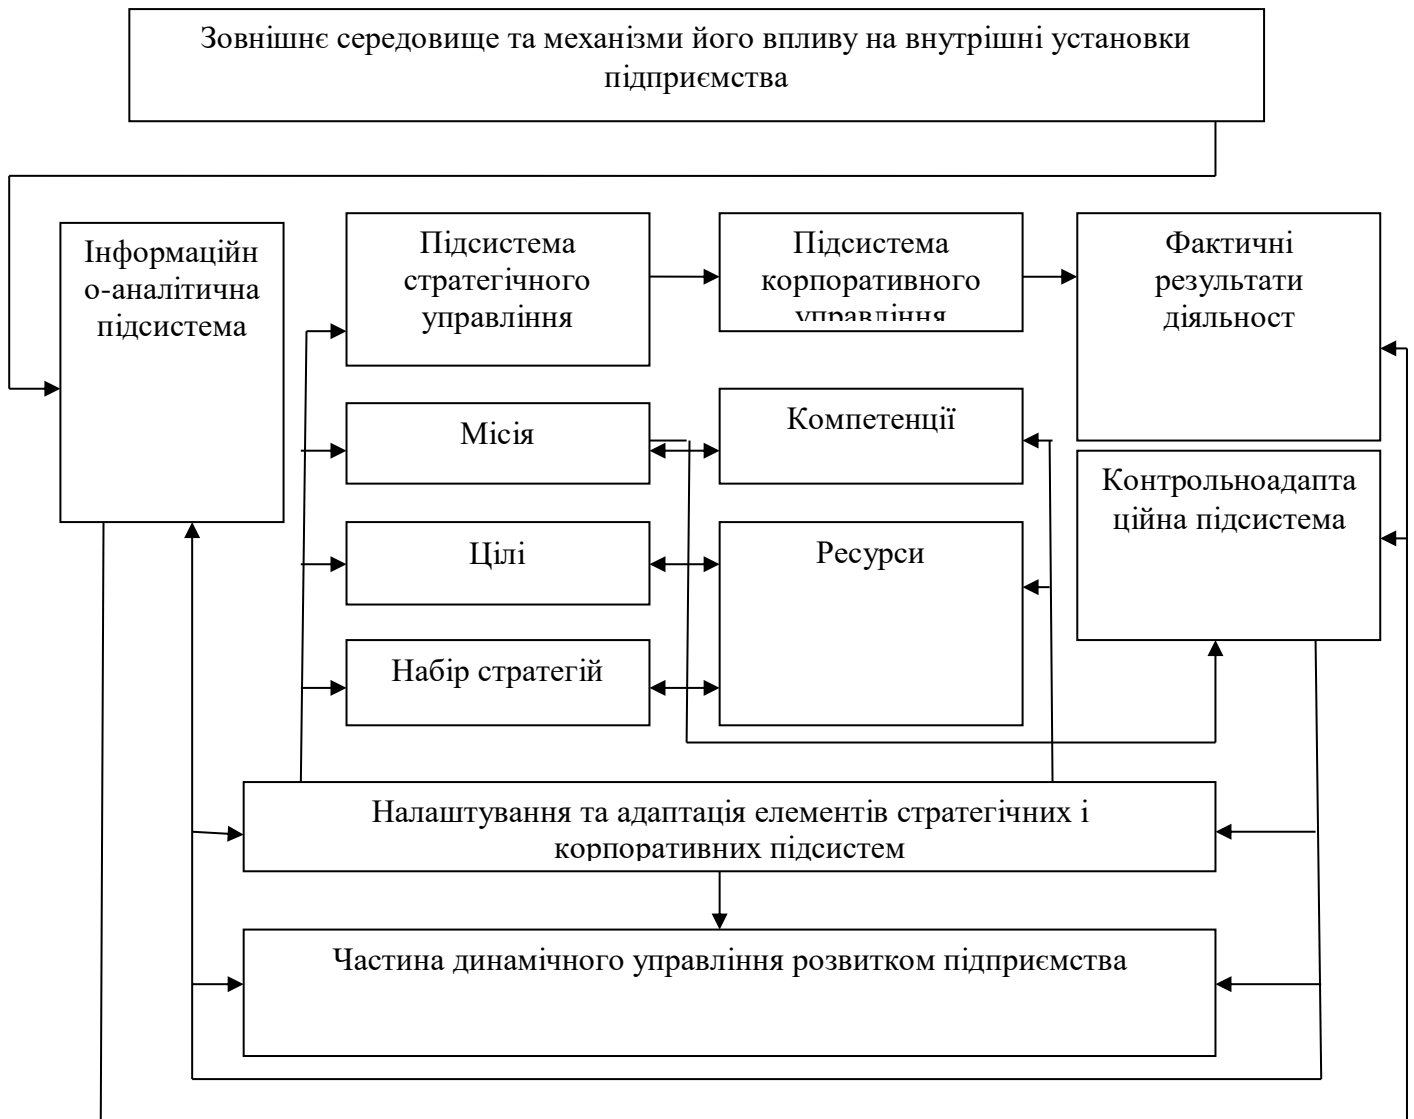 Зовнішнє середовище та механізми його впливу на внутрішні установки
підприємства
Інформаційн
о-аналітична
підсистема
Підсистема
стратегічного
управління
Підсистема
корпоративного
управління
Фактичні
результати
діяльност
Місія
Компетенції
Контрольноадапта
ційна підсистема
Цілі
Ресурси
Набір стратегій
Налаштування та адаптація елементів стратегічних і
корпоративних підсистем
Частина динамічного управління розвитком підприємства